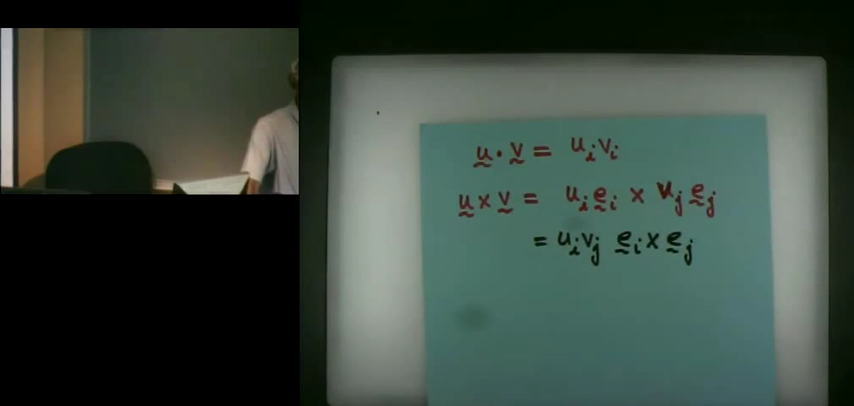 u · v = uᵢvᵢ
u × v = uᵢeᵢ × vⱼeⱼ
= uᵢvⱼ eᵢ × eⱼ